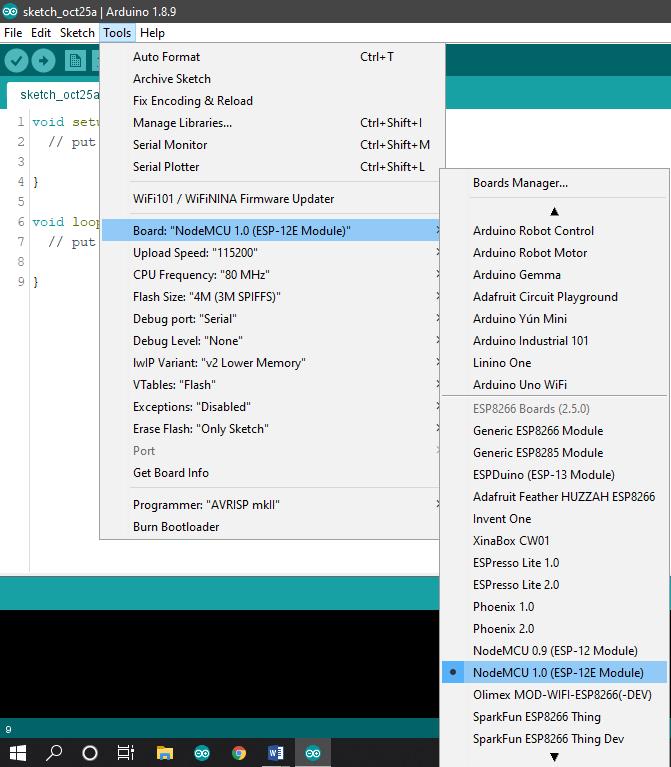 sketch_oct25a | Arduino 1.8.9
File Edit Sketch Tools Help
sketch_oct25a
1 void setu
2 // put
3
4 }
5
6 void loop
7 // put
8
9 }
Auto Format Ctrl+T
Archive Sketch
Fix Encoding & Reload
Manage Libraries... Ctrl+Shift+I
Serial Monitor Ctrl+Shift+M
Serial Plotter Ctrl+Shift+L
WiFi101 / WiFiNINA Firmware Updater
Board: "NodeMCU 1.0 (ESP-12E Module)"
Upload Speed: "115200"
CPU Frequency: "80 MHz"
Flash Size: "4M (3M SPIFFS)"
Debug port: "Serial"
Debug Level: "None"
IwIP Variant: "v2 Lower Memory"
VTables: "Flash"
Exceptions: "Disabled"
Erase Flash: "Only Sketch"
Port
Get Board Info
Programmer: "AVRISP mkII"
Burn Bootloader
Boards Manager...
Arduino Robot Control
Arduino Robot Motor
Arduino Gemma
Adafruit Circuit Playground
Arduino Yún Mini
Arduino Industrial 101
Linino One
Arduino Uno WiFi
ESP8266 Boards (2.5.0)
Generic ESP8266 Module
Generic ESP8285 Module
ESPDuino (ESP-13 Module)
Adafruit Feather HUZZAH ESP8266
Invent One
XinaBox CW01
ESPresso Lite 1.0
ESPresso Lite 2.0
Phoenix 1.0
Phoenix 2.0
NodeMCU 0.9 (ESP-12 Module)
NodeMCU 1.0 (ESP-12E Module)
Olimex MOD-WIFI-ESP8266(-DEV)
SparkFun ESP8266 Thing
SparkFun ESP8266 Thing Dev
9